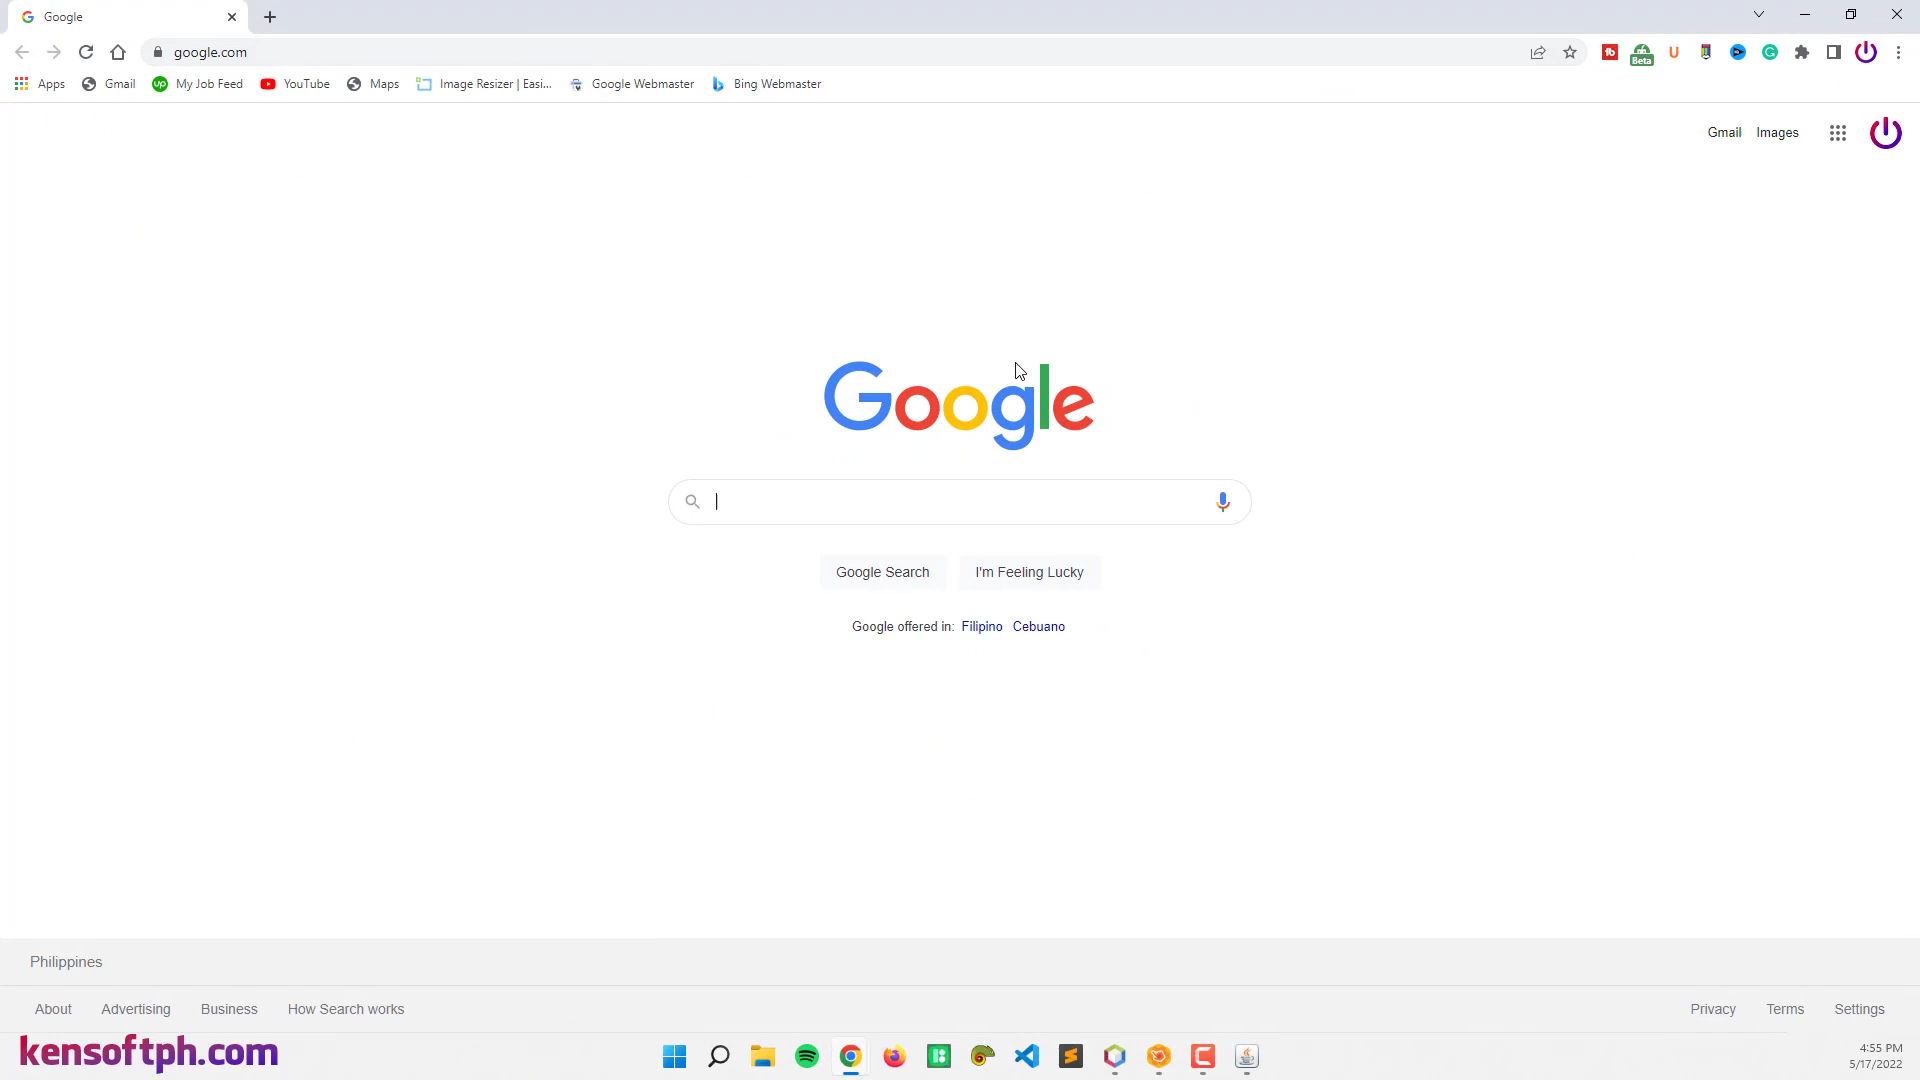 Google
google.com
Beta
Apps Gmail My Job Feed YouTube Maps Image Resizer | Easi... Google Webmaster Bing Webmaster
Gmail Images
Google
Google Search I'm Feeling Lucky
Google offered in: Filipino Cebuano
Philippines
About Advertising Business How Search works Privacy Terms Settings
kensoftph.com
4:55 PM
5/17/2022